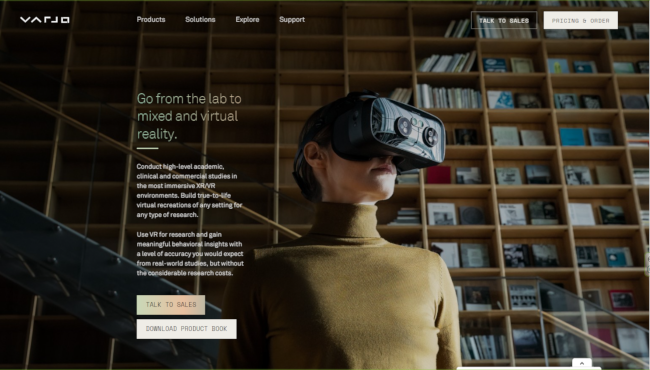 VARJO
Products
Solutions
Explore
Support
TALK TO SALES
PRICING & ORDER
Go from the lab to
mixed and virtual
reality.
Conduct high-level academic,
clinical and commercial studies in
the most immersive XR/VR
environments. Build true-to-life
virtual recreations of any setting for
any type of research.
Use VR for research and gain
meaningful behavioral insights with
a level of accuracy you would expect
from real-world studies, but without
the considerable research costs.
TALK TO SALES
DOWNLOAD PRODUCT BOOK